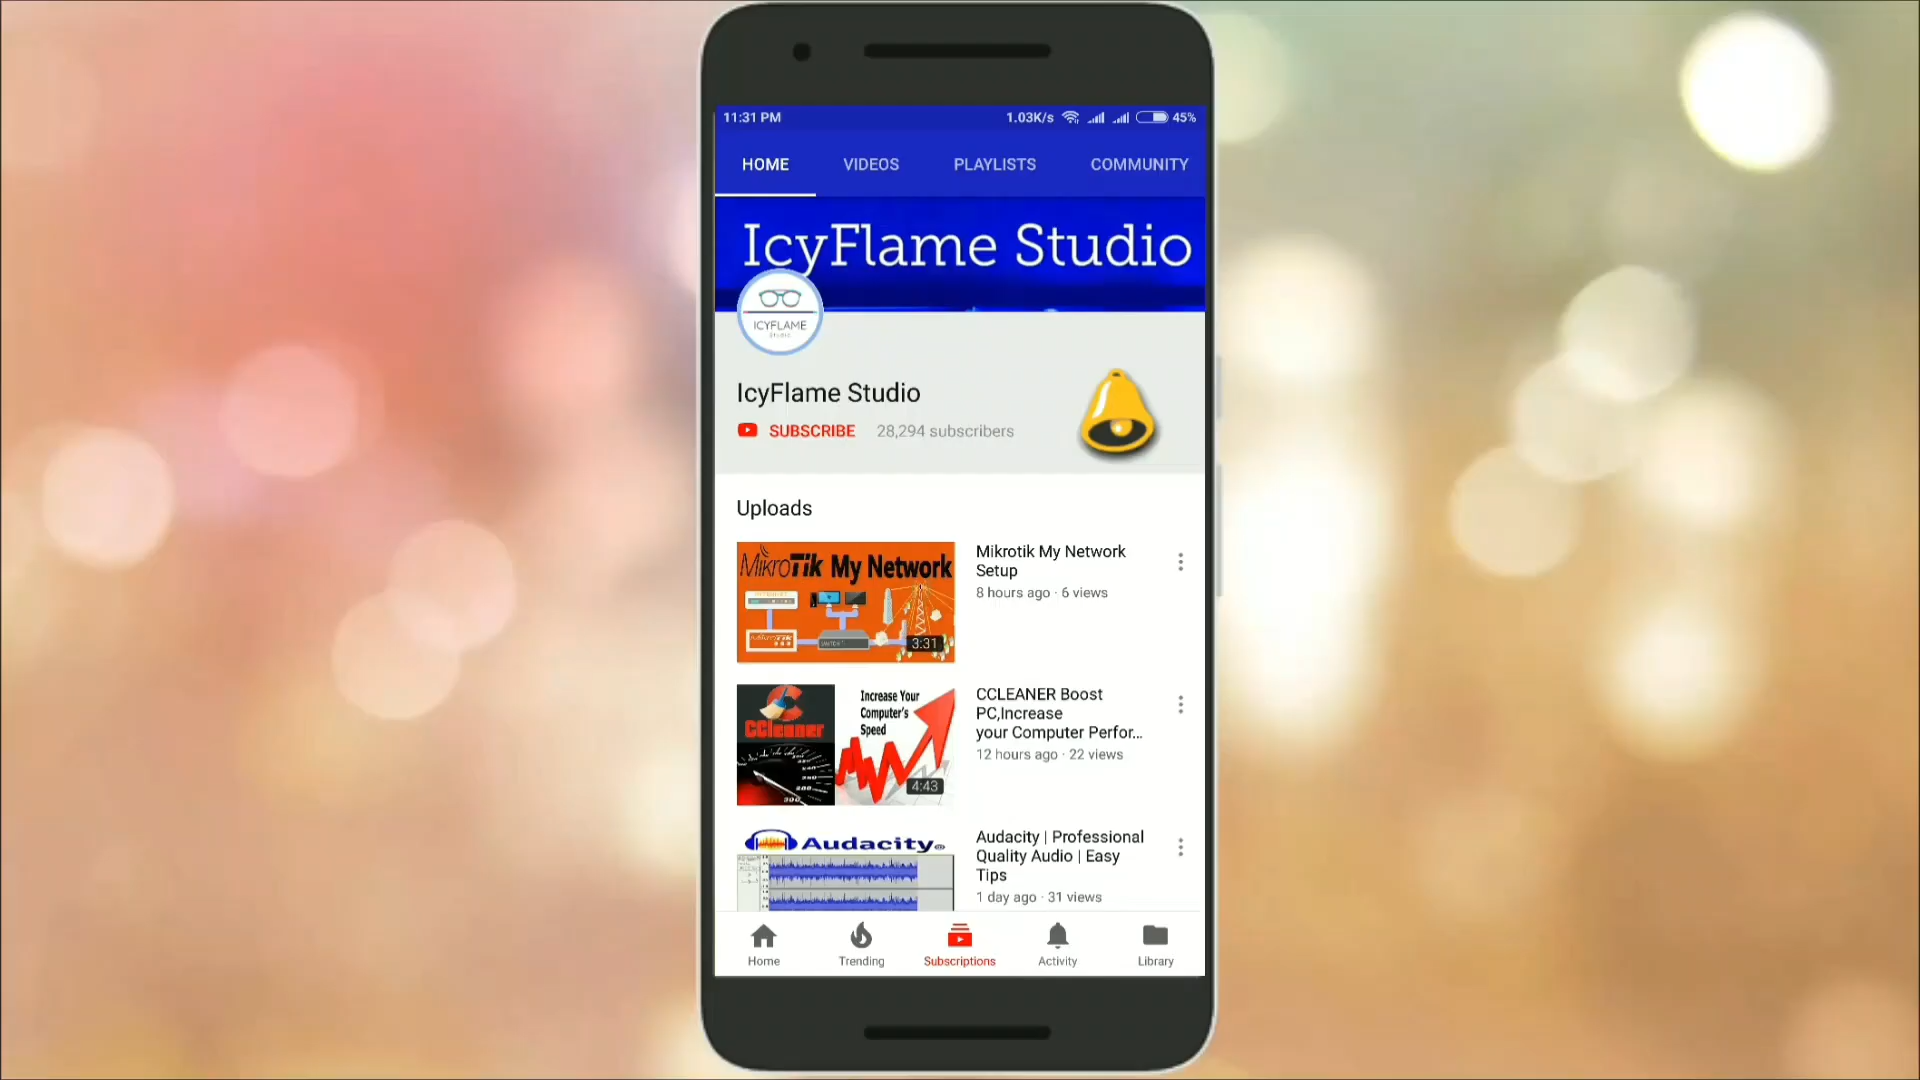 11:31 PM 1.03K/s 45%
HOME VIDEOS PLAYLISTS COMMUNITY
IcyFlame Studio
ICYFLAME
Studio
IcyFlame Studio
SUBSCRIBE 28,294 subscribers
Uploads
MikroTik My Network
3:31
Mikrotik My Network
Setup
8 hours ago · 6 views
CCleaner
Increase Your
Computer's
Speed
4:43
CCLEANER Boost
PC,Increase
your Computer Perfor...
12 hours ago · 22 views
Audacity
Audacity | Professional
Quality Audio | Easy
Tips
1 day ago · 31 views
Home Trending Subscriptions Activity Library